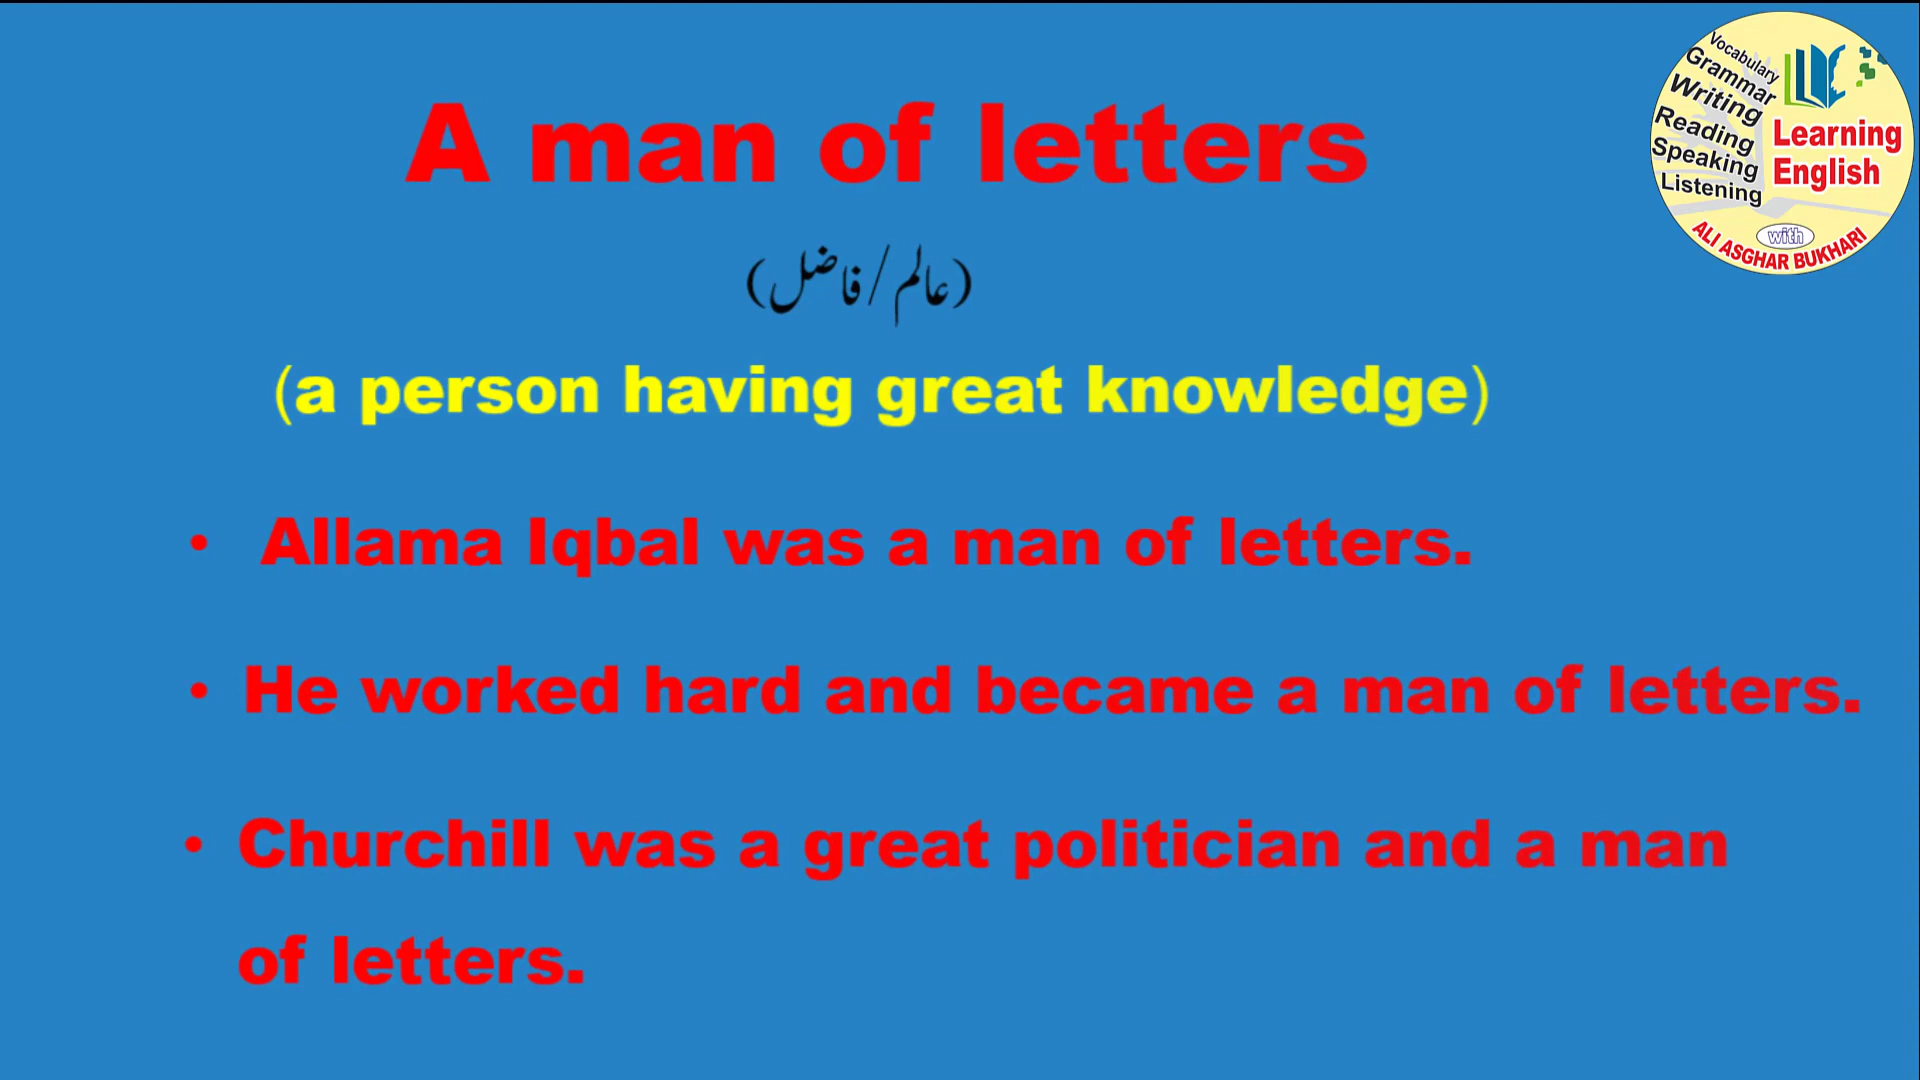 A man of letters
(عالم/فاضل)
(a person having great knowledge)
• Allama Iqbal was a man of letters.
• He worked hard and became a man of letters.
• Churchill was a great politician and a man
of letters.
Vocabulary
Grammar
Writing
Reading
Speaking
Listening
Learning
English
with
ALI ASGHAR BUKHARI